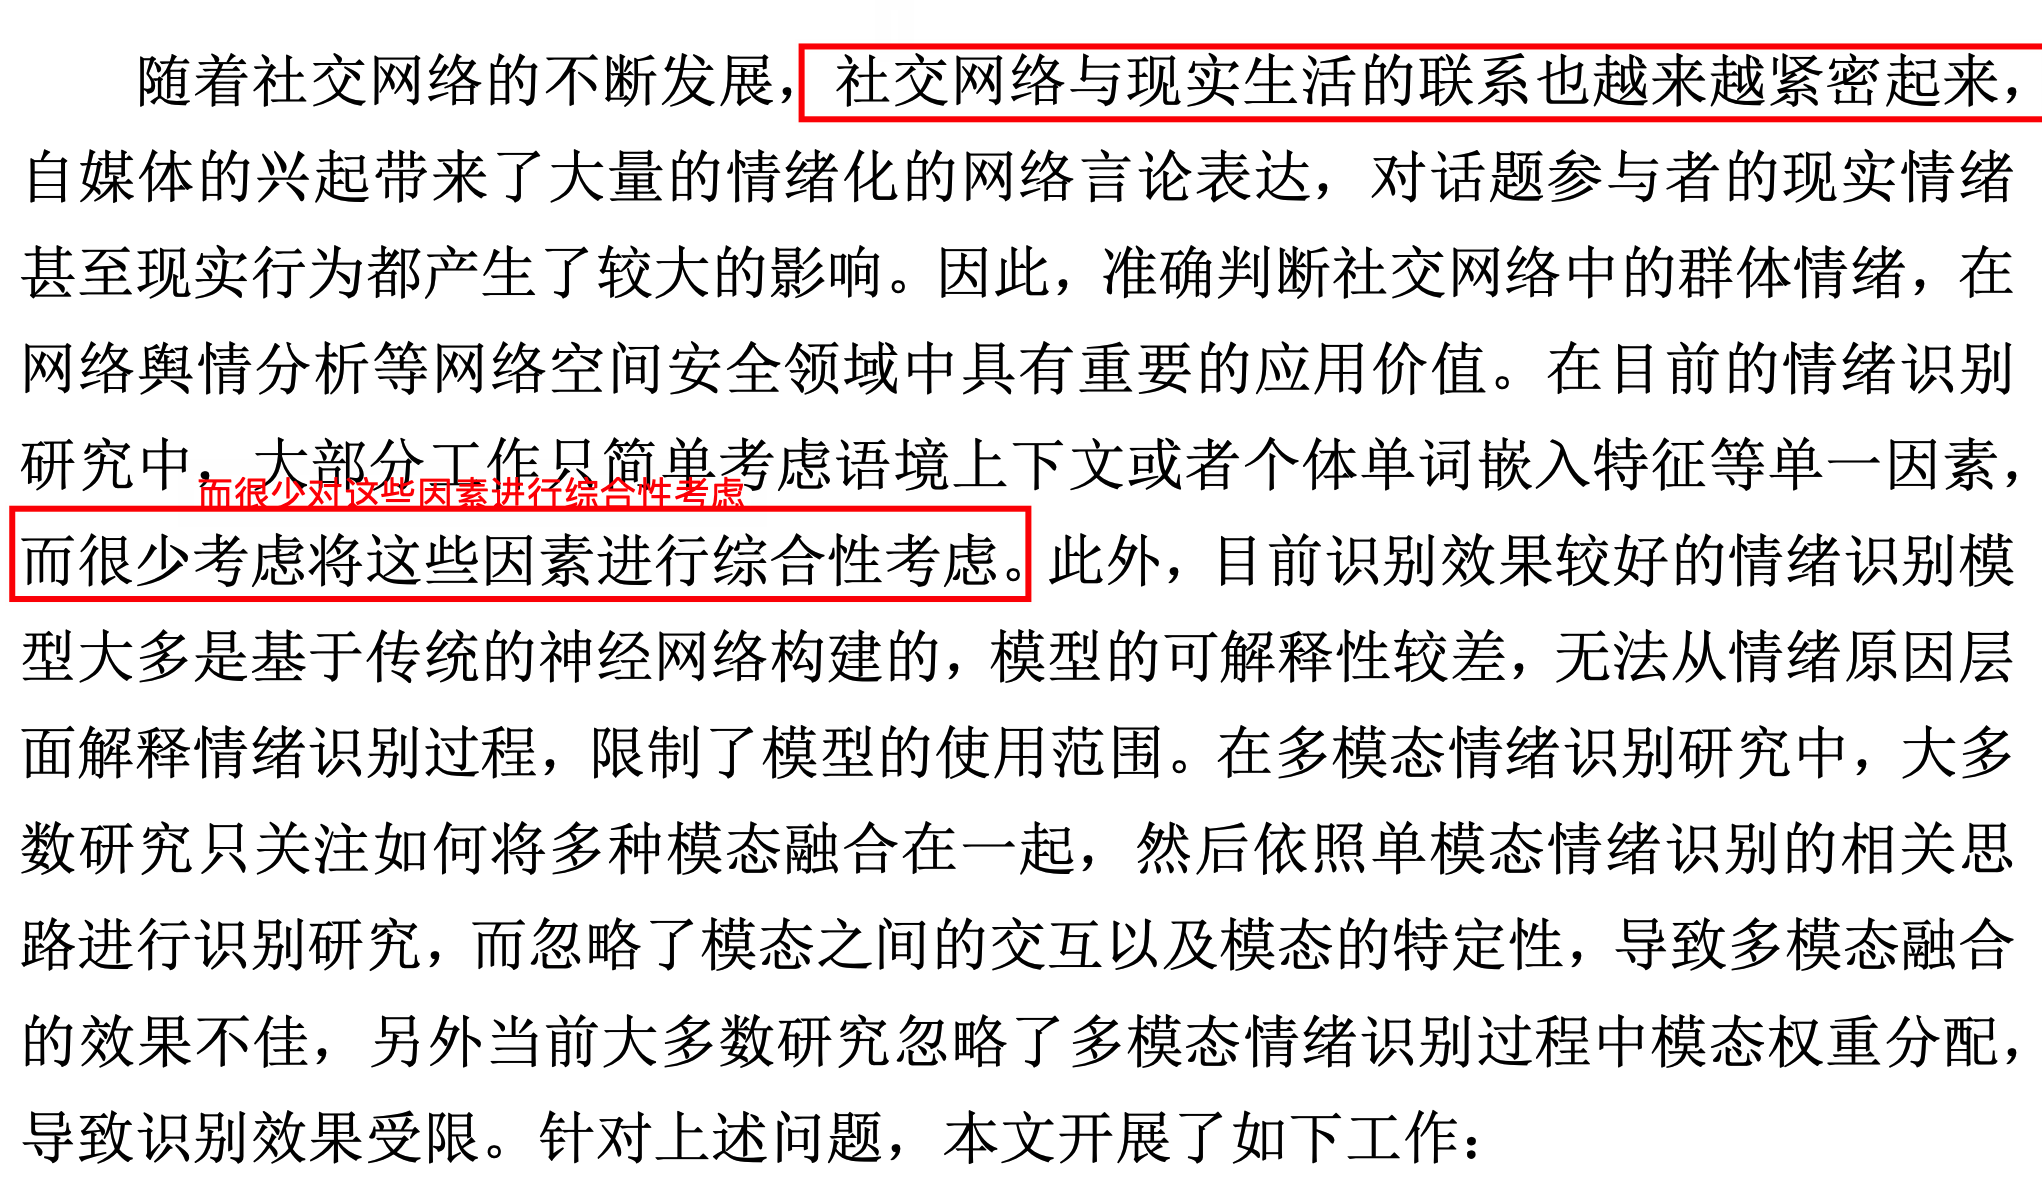 随着社交网络的不断发展，社交网络与现实生活的联系也越来越紧密起来，
自媒体的兴起带来了大量的情绪化的网络言论表达，对话题参与者的现实情绪
甚至现实行为都产生了较大的影响。因此，准确判断社交网络中的群体情绪，在
网络舆情分析等网络空间安全领域中具有重要的应用价值。在目前的情绪识别
研究中，大部分工作只简单考虑语境上下文或者个体单词嵌入特征等单一因素，
而很少对这些因素进行综合性考虑
而很少考虑将这些因素进行综合性考虑。此外，目前识别效果较好的情绪识别模
型大多是基于传统的神经网络构建的，模型的可解释性较差，无法从情绪原因层
面解释情绪识别过程，限制了模型的使用范围。在多模态情绪识别研究中，大多
数研究只关注如何将多种模态融合在一起，然后依照单模态情绪识别的相关思
路进行识别研究，而忽略了模态之间的交互以及模态的特定性，导致多模态融合
的效果不佳，另外当前大多数研究忽略了多模态情绪识别过程中模态权重分配，
导致识别效果受限。针对上述问题，本文开展了如下工作：